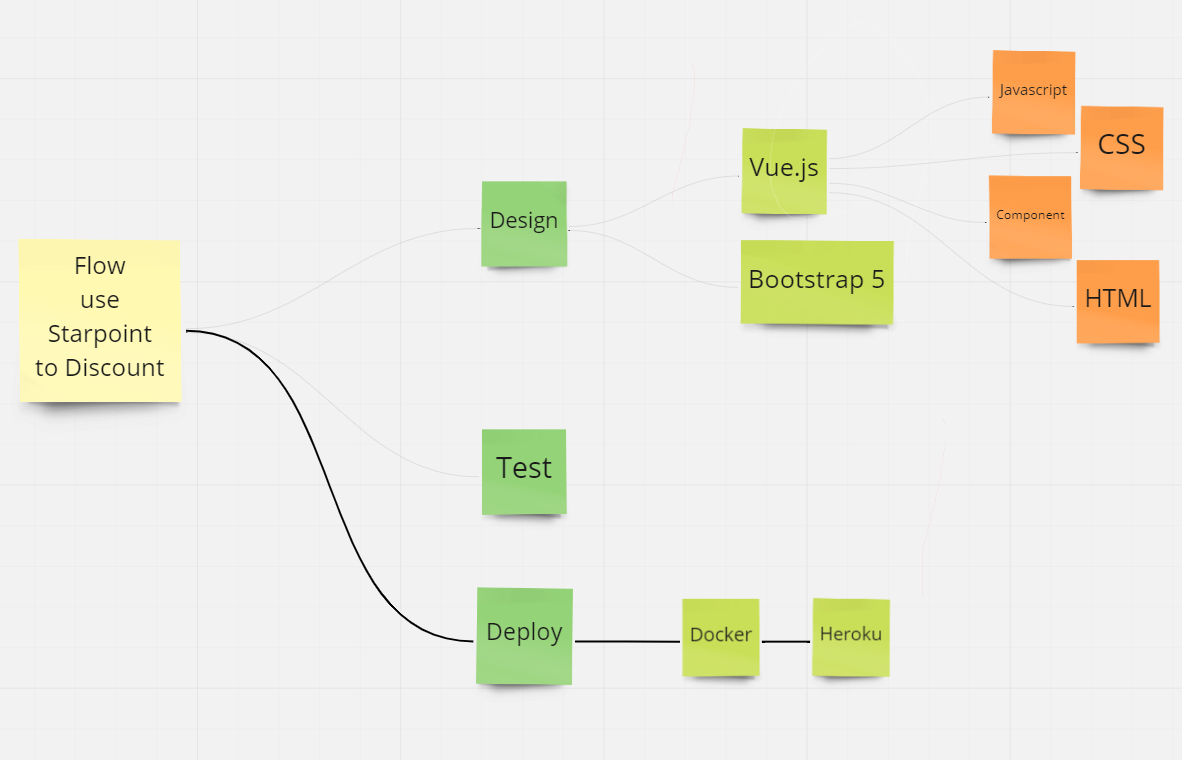 Flow
use
Starpoint
to Discount
Design
Vue.js
Bootstrap 5
Javascript
CSS
Component
HTML
Test
Deploy
Docker
Heroku